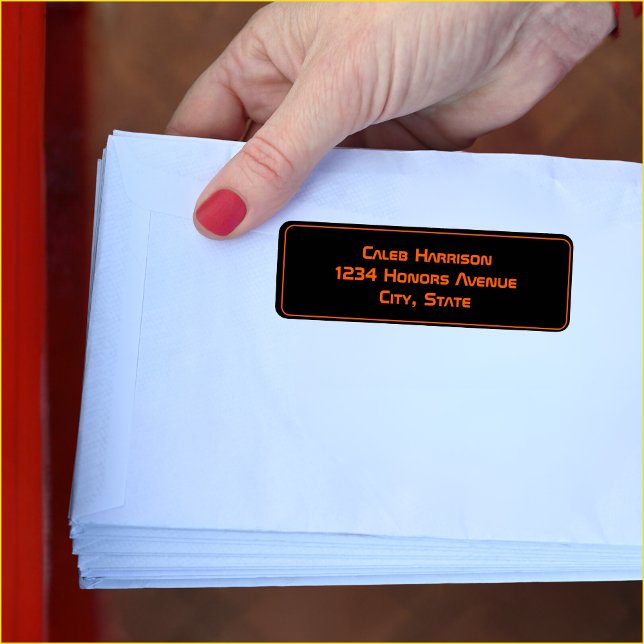 Caleb Harrison
1234 Honors Avenue
City, State